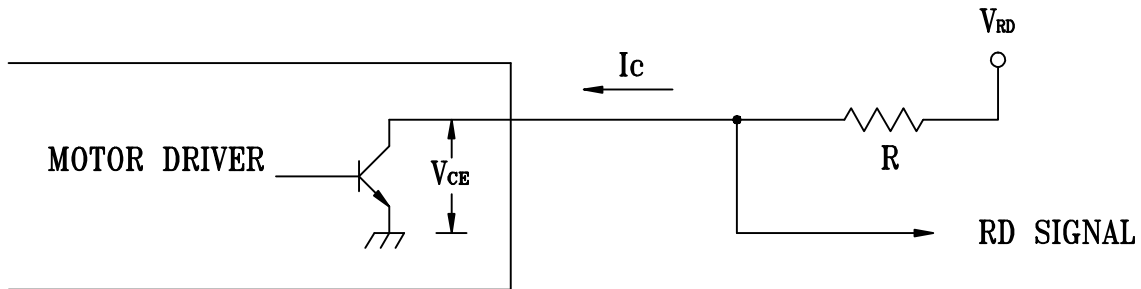 VRD
Ic
MOTOR DRIVER
VCE
R
RD SIGNAL